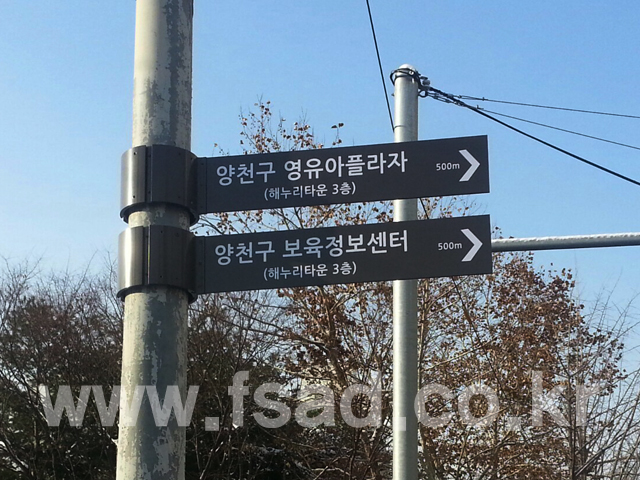 양천구 영유아플라자 500m
(해누리타운 3층)
양천구 보육정보센터 500m
(해누리타운 3층)
www.fsad.co.kr